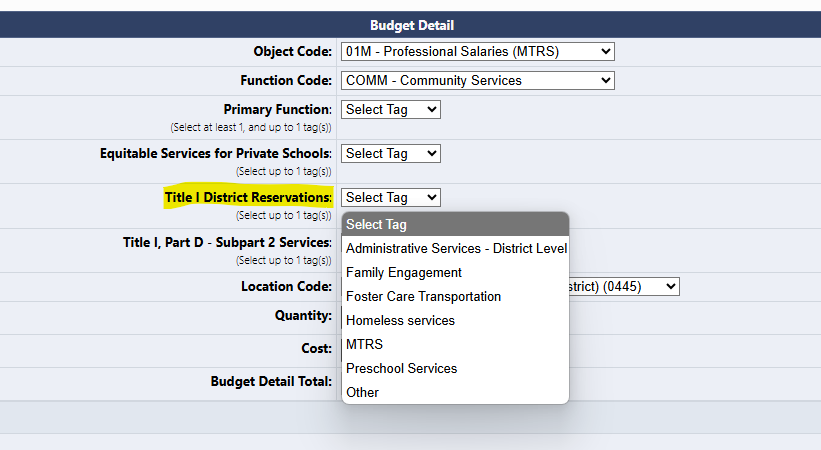 Budget Detail
Object Code: 01M - Professional Salaries (MTRS)
Function Code: COMM - Community Services
Primary Function: Select Tag
(Select at least 1, and up to 1 tag(s))
Equitable Services for Private Schools: Select Tag
(Select up to 1 tag(s))
Title I District Reservations: Select Tag
(Select up to 1 tag(s))
Select Tag
Administrative Services - District Level
Title I, Part D - Subpart 2 Services:
(Select up to 1 tag(s))
Family Engagement
Location Code: strict) (0445)
Foster Care Transportation
Quantity:
Homeless services
Cost:
MTRS
Preschool Services
Budget Detail Total:
Other